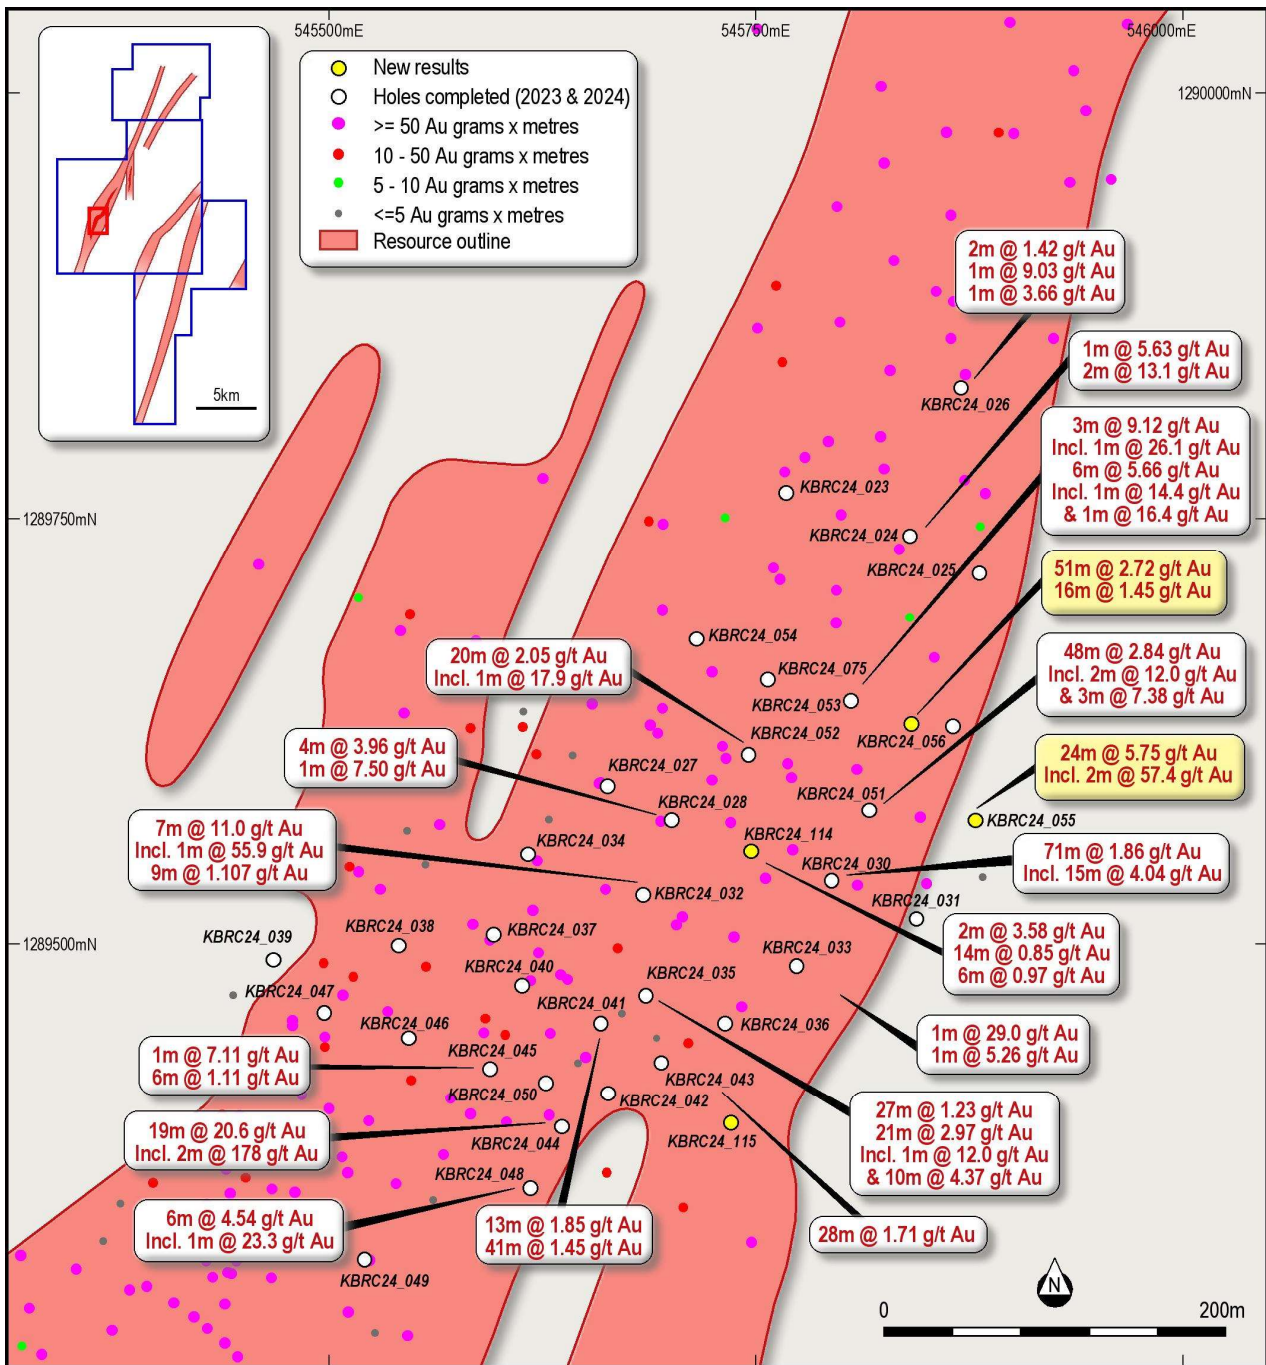 545500mE
545750mE
546000mE
1290000mN
1289750mN
1289500mN
5km
New results
Holes completed (2023 & 2024)
>= 50 Au grams x metres
10 - 50 Au grams x metres
5 - 10 Au grams x metres
<=5 Au grams x metres
Resource outline
2m @ 1.42 g/t Au
1m @ 9.03 g/t Au
1m @ 3.66 g/t Au
KBRC24_026
1m @ 5.63 g/t Au
2m @ 13.1 g/t Au
3m @ 9.12 g/t Au
Incl. 1m @ 26.1 g/t Au
6m @ 5.66 g/t Au
Incl. 1m @ 14.4 g/t Au
& 1m @ 16.4 g/t Au
KBRC24_023
KBRC24_024
KBRC24_025
51m @ 2.72 g/t Au
16m @ 1.45 g/t Au
KBRC24_054
20m @ 2.05 g/t Au
Incl. 1m @ 17.9 g/t Au
48m @ 2.84 g/t Au
Incl. 2m @ 12.0 g/t Au
& 3m @ 7.38 g/t Au
KBRC24_075
KBRC24_053
KBRC24_052
KBRC24_056
4m @ 3.96 g/t Au
1m @ 7.50 g/t Au
24m @ 5.75 g/t Au
Incl. 2m @ 57.4 g/t Au
KBRC24_027
KBRC24_028
KBRC24_051
KBRC24_055
7m @ 11.0 g/t Au
Incl. 1m @ 55.9 g/t Au
9m @ 1.107 g/t Au
KBRC24_034
KBRC24_114
KBRC24_030
71m @ 1.86 g/t Au
Incl. 15m @ 4.04 g/t Au
KBRC24_032
KBRC24_031
KBRC24_039
KBRC24_038
KBRC24_037
KBRC24_033
2m @ 3.58 g/t Au
14m @ 0.85 g/t Au
6m @ 0.97 g/t Au
KBRC24_040
KBRC24_035
KBRC24_047
KBRC24_041
KBRC24_046
KBRC24_036
1m @ 29.0 g/t Au
1m @ 5.26 g/t Au
1m @ 7.11 g/t Au
6m @ 1.11 g/t Au
KBRC24_045
KBRC24_043
KBRC24_050
KBRC24_042
27m @ 1.23 g/t Au
21m @ 2.97 g/t Au
Incl. 1m @ 12.0 g/t Au
& 10m @ 4.37 g/t Au
19m @ 20.6 g/t Au
Incl. 2m @ 178 g/t Au
KBRC24_044
KBRC24_115
KBRC24_048
6m @ 4.54 g/t Au
Incl. 1m @ 23.3 g/t Au
13m @ 1.85 g/t Au
41m @ 1.45 g/t Au
28m @ 1.71 g/t Au
KBRC24_049
N
0
200m